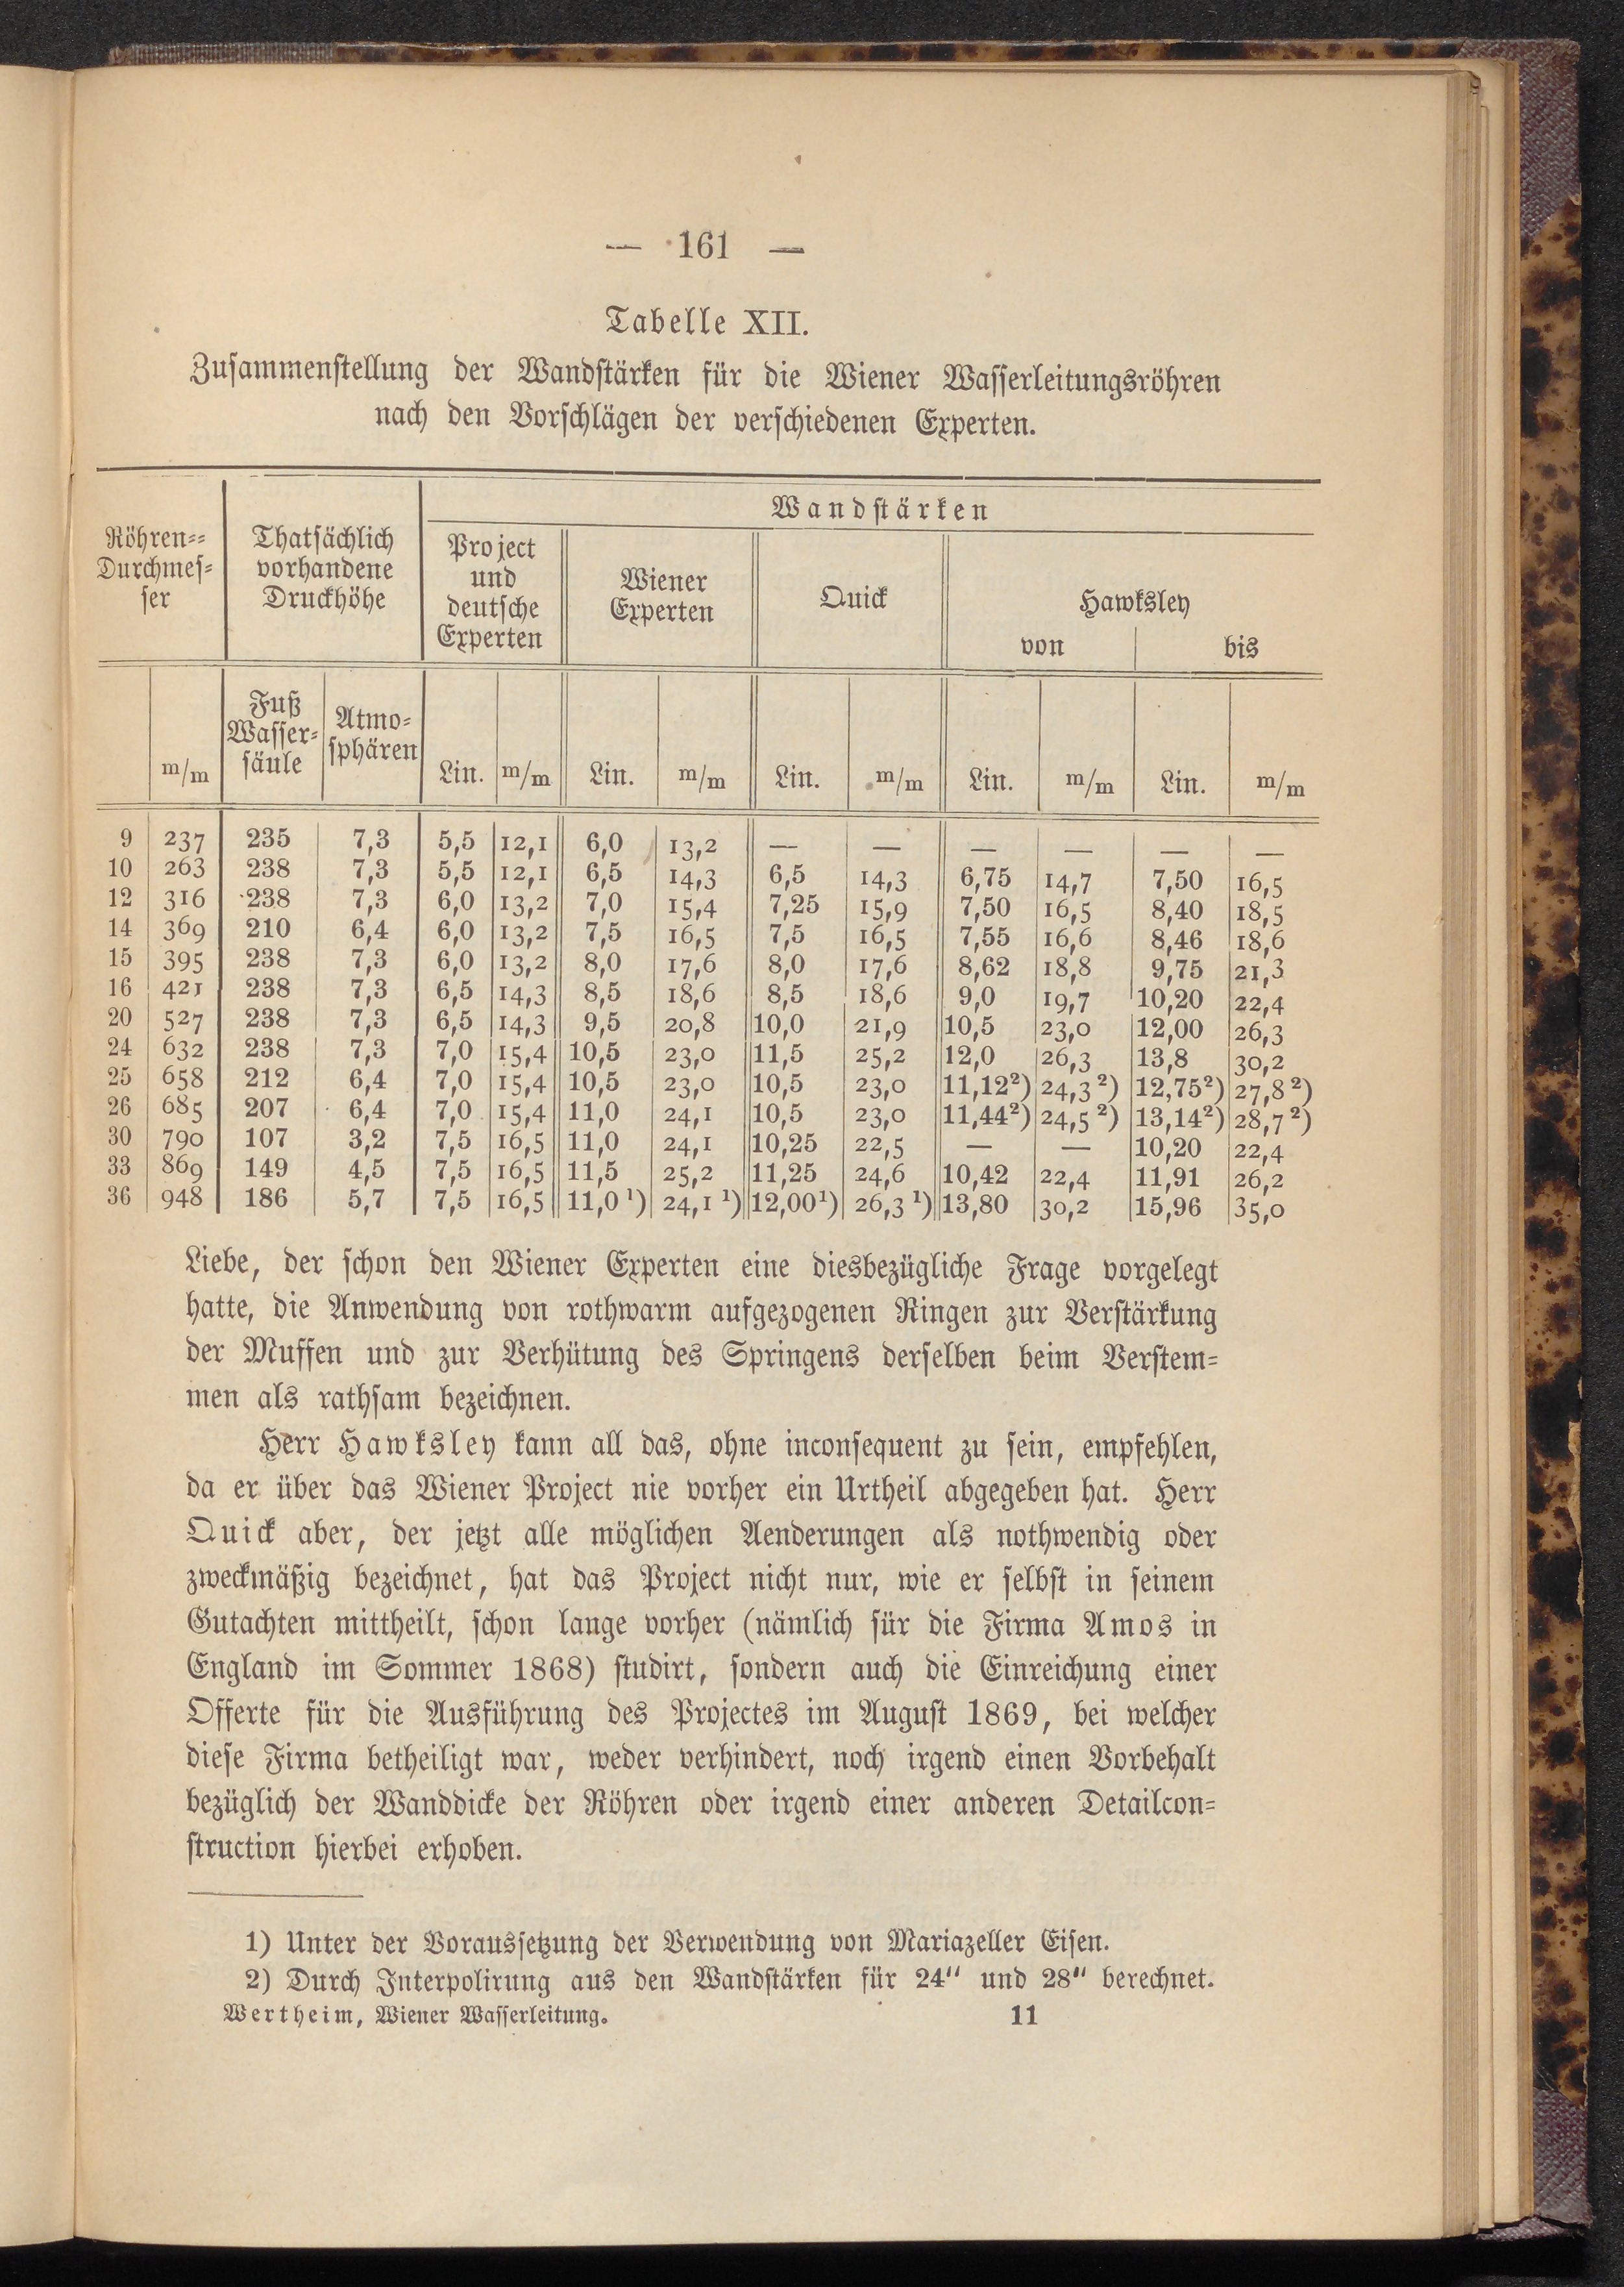 — 161 —
Tabelle XII.
Zusammenstellung der Wandstärken für die Wiener Wasserleitungsröhren
nach den Vorschlägen der verschiedenen Experten.
Wandstärken
Röhren=-
Durchmes-
ser
Thatsächlich
vorhandene
Druckhöhe
Project
und
deutsche
Experten
Wiener
Experten
Quick
Hawksley
von bis
m/m
Fuß
Wasser-
säule
Atmo-
sphären
Lin. m/m Lin. m/m Lin. m/m Lin. m/m Lin. m/m
9 237 235 7,3 5,5 12,1 6,0 13,2 — — — — — —
10 263 238 7,3 5,5 12,1 6,5 14,3 6,5 14,3 6,75 14,7 7,50 16,5
12 316 238 7,3 6,0 13,2 7,0 15,4 7,25 15,9 7,50 16,5 8,40 18,5
14 369 210 6,4 6,0 13,2 7,5 16,5 7,5 16,5 7,55 16,6 8,46 18,6
15 395 238 7,3 6,0 13,2 8,0 17,6 8,0 17,6 8,62 18,8 9,75 21,3
16 421 238 7,3 6,5 14,3 8,5 18,6 8,5 18,6 9,0 19,7 10,20 22,4
20 527 238 7,3 6,5 14,3 9,5 20,8 10,0 21,9 10,5 23,0 12,00 26,3
24 632 238 7,3 7,0 15,4 10,5 23,0 11,5 25,2 12,0 26,3 13,8 30,2
25 658 212 6,4 7,0 15,4 10,5 23,0 10,5 23,0 11,12²) 24,3²) 12,75²) 27,8²)
26 685 207 6,4 7,0 15,4 11,0 24,1 10,5 23,0 11,44²) 24,5²) 13,14²) 28,7²)
30 790 107 3,2 7,5 16,5 11,0 24,1 10,25 22,5 — — 10,20 22,4
33 869 149 4,5 7,5 16,5 11,5 25,2 11,25 24,6 10,42 22,4 11,91 26,2
36 948 186 5,7 7,5 16,5 11,0¹) 24,1¹) 12,00¹) 26,3¹) 13,80 30,2 15,96 35,0
Liebe, der schon den Wiener Experten eine diesbezügliche Frage vorgelegt
hatte, die Anwendung von rothwarm aufgezogenen Ringen zur Verstärkung
der Muffen und zur Verhütung des Springens derselben beim Verstem-
men als rathsam bezeichnen.
Herr Hawksley kann all das, ohne inconsequent zu sein, empfehlen,
da er über das Wiener Project nie vorher ein Urtheil abgegeben hat. Herr
Quick aber, der jetzt alle möglichen Aenderungen als nothwendig oder
zweckmäßig bezeichnet, hat das Project nicht nur, wie er selbst in seinem
Gutachten mittheilt, schon lange vorher (nämlich für die Firma Amos in
England im Sommer 1868) studirt, sondern auch die Einreichung einer
Offerte für die Ausführung des Projectes im August 1869, bei welcher
diese Firma betheiligt war, weder verhindert, noch irgend einen Vorbehalt
bezüglich der Wanddicke der Röhren oder irgend einer anderen Detailcon-
struction hierbei erhoben.
1) Unter der Voraussetzung der Verwendung von Mariazeller Eisen.
2) Durch Interpolirung aus den Wandstärken für 24" und 28" berechnet.
Wertheim, Wiener Wasserleitung. 11